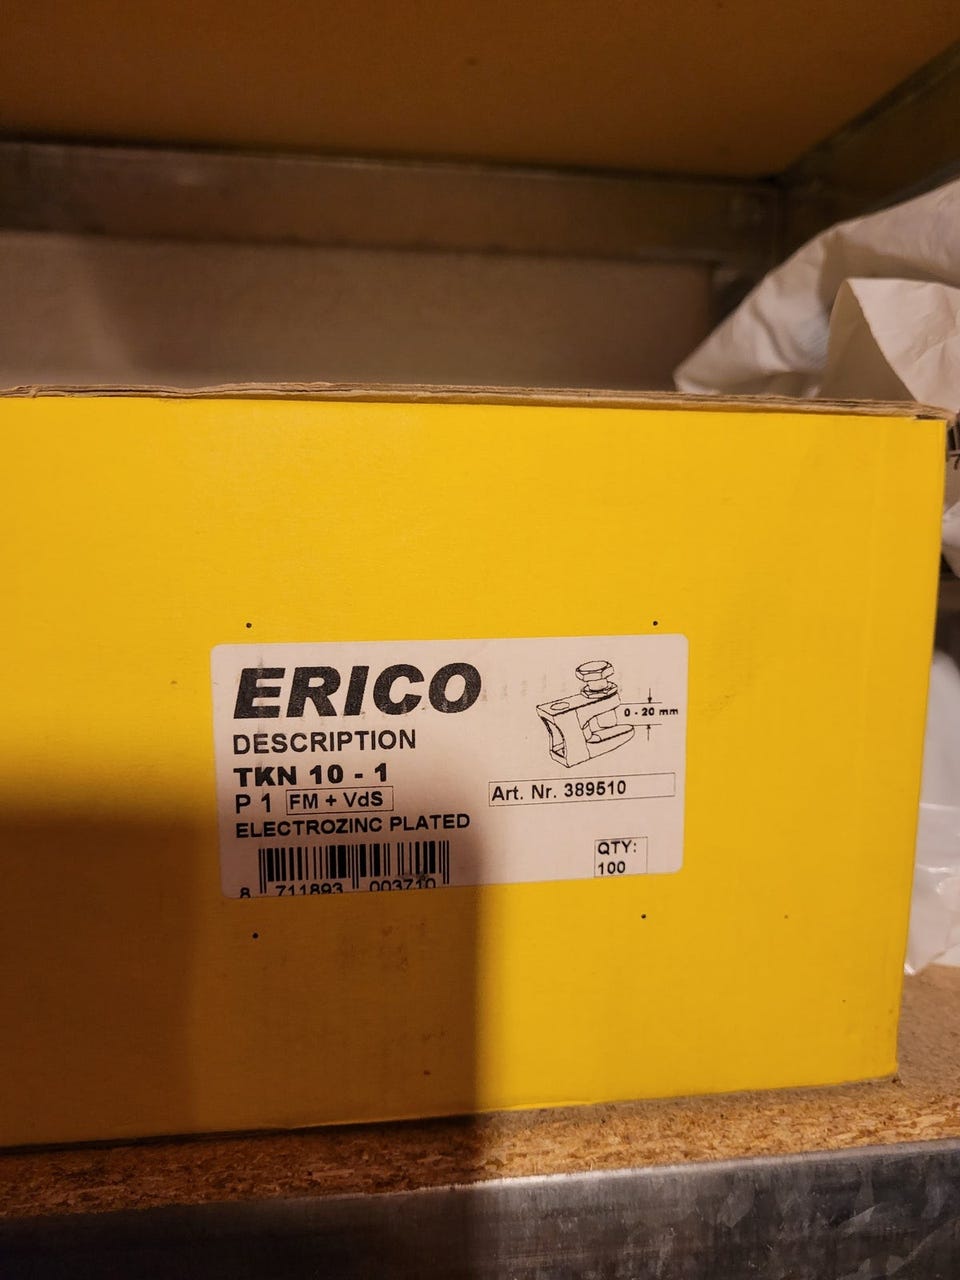 ERICO
DESCRIPTION
0 - 20 mm
TKN 10 - 1
P 1 FM + VdS
Art. Nr. 389510
ELECTROZINC PLATED
QTY:
100
8 711893 003710